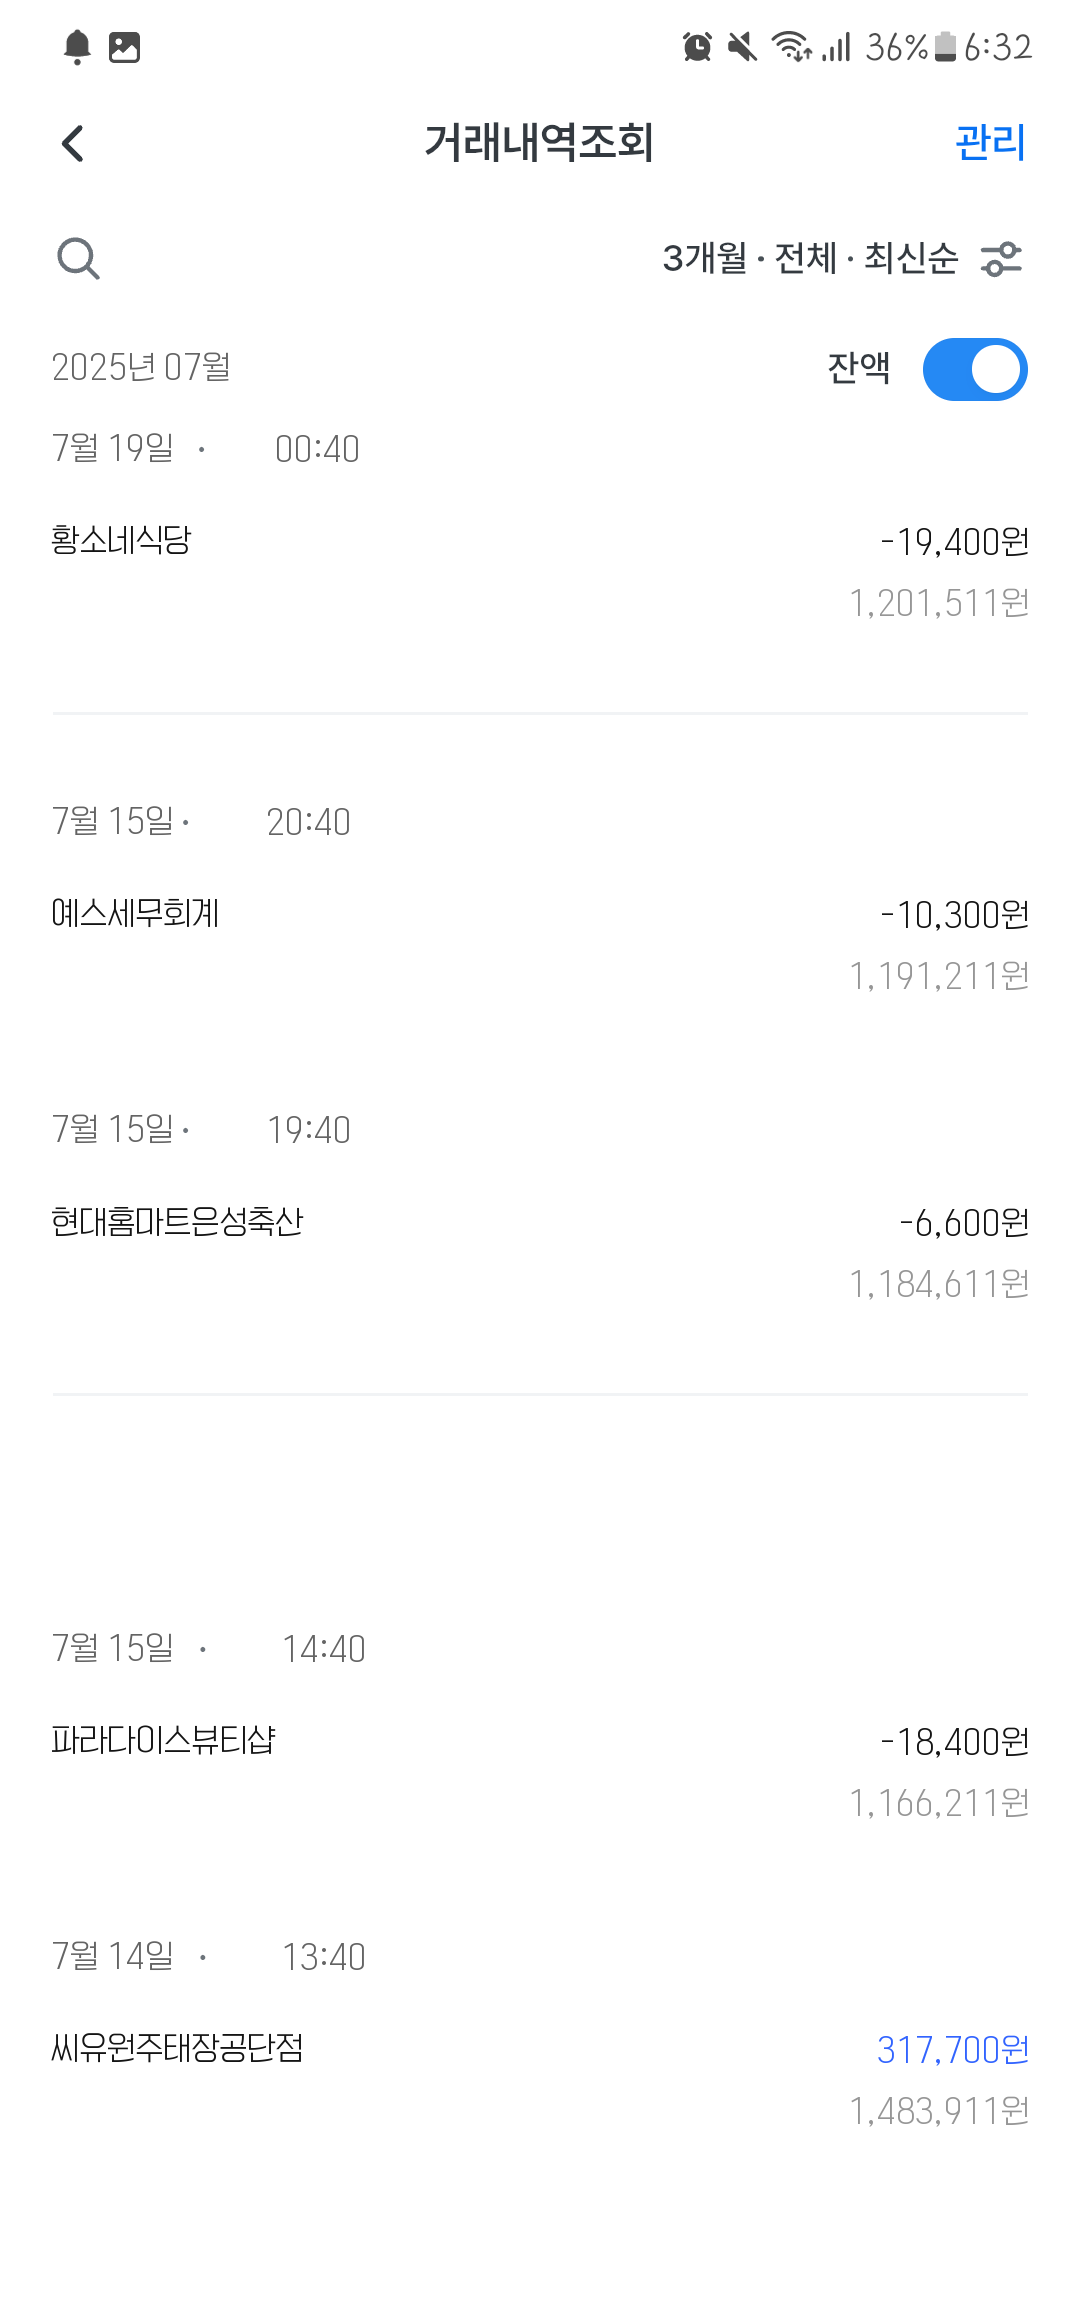 36% 6:32
거래내역조회 관리
3개월 · 전체 · 최신순
2025년 07월 잔액
7월 19일 · 00:40
황소네식당 -19,400원
1,201,511원
7월 15일 · 20:40
예스세무회계 -10,300원
1,191,211원
7월 15일 · 19:40
현대홈마트은성축산 -6,600원
1,184,611원
7월 15일 · 14:40
파라다이스뷰티샵 -18,400원
1,166,211원
7월 14일 · 13:40
씨유원주태장공단점 317,700원
1,483,911원